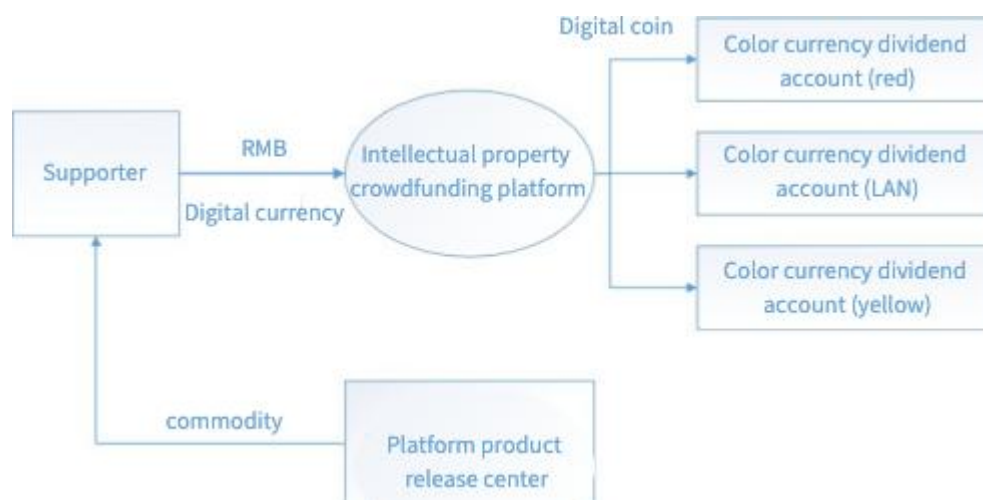 Digital coin
Color currency dividend
account (red)
RMB
Supporter
Intellectual property
crowdfunding platform
Digital currency
Color currency dividend
account (LAN)
Color currency dividend
account (yellow)
commodity
Platform product
release center